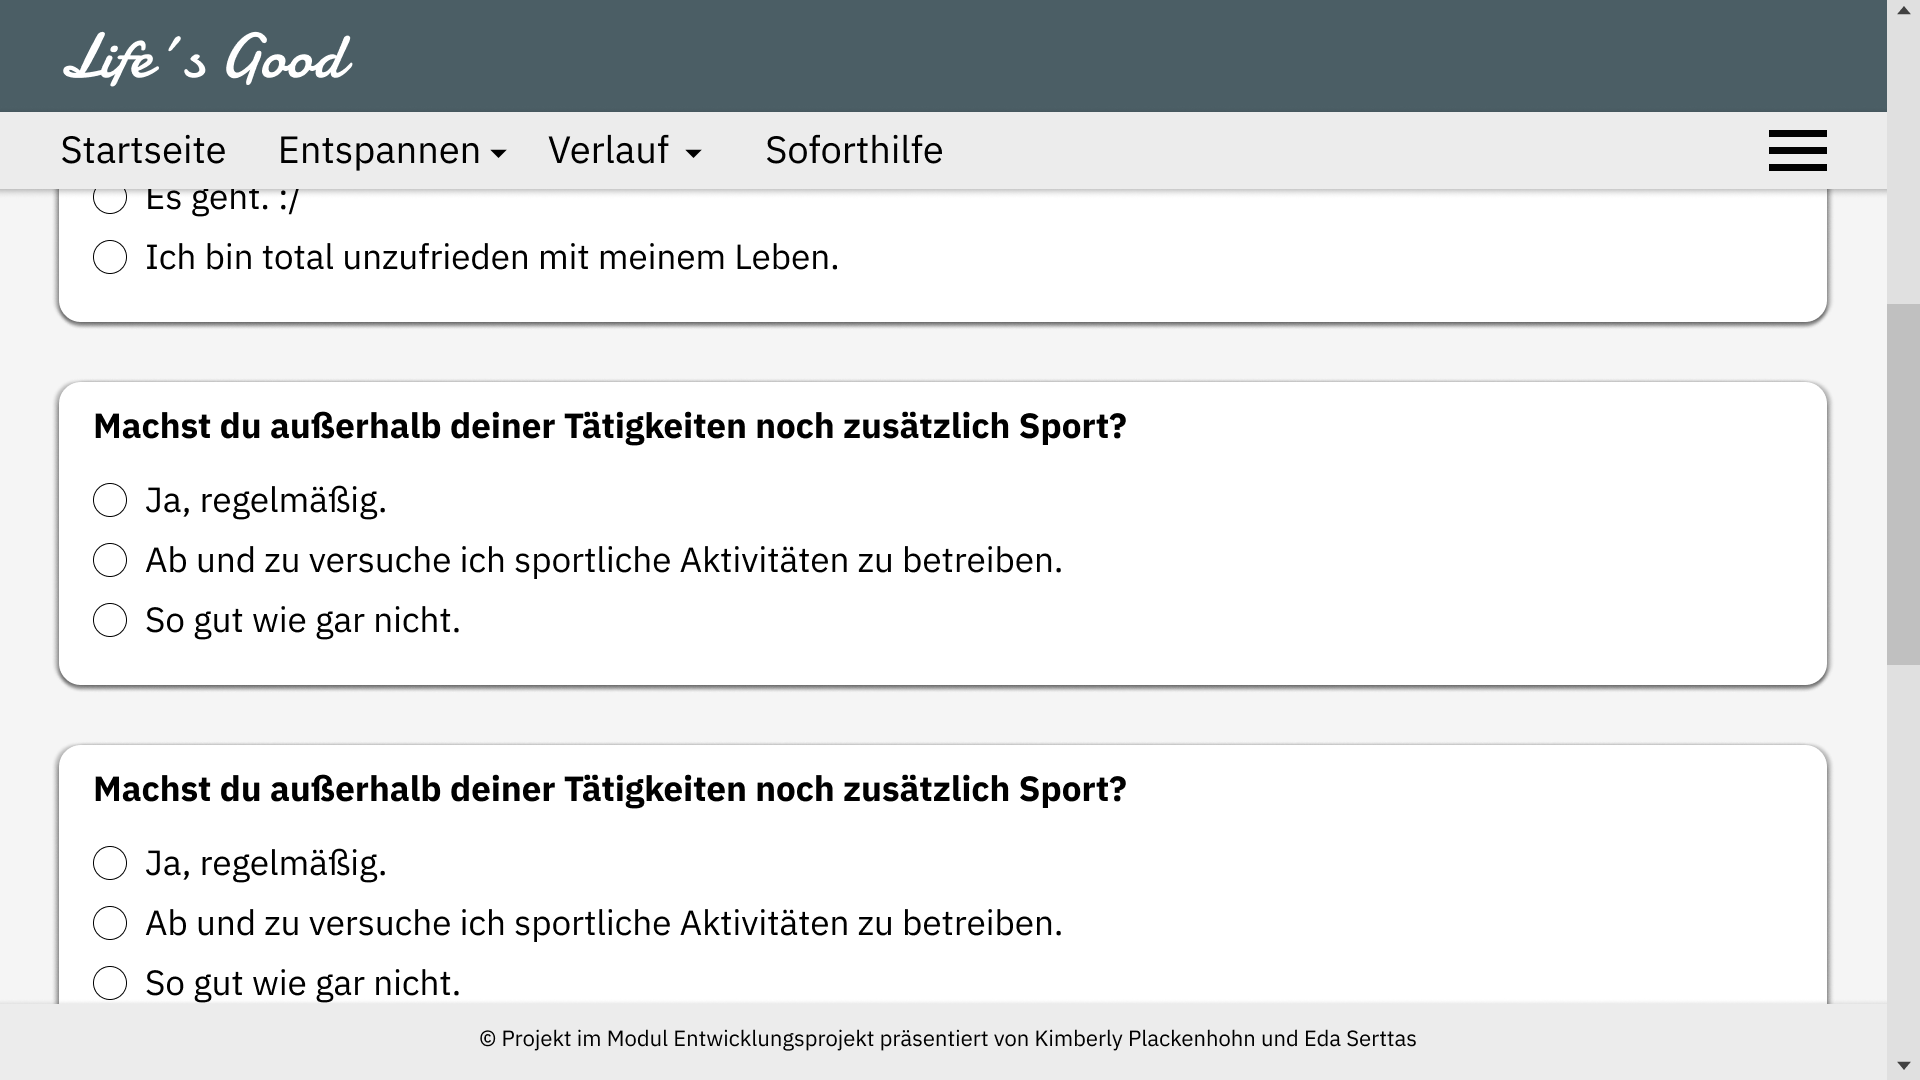 Life´s Good
Startseite Entspannen Verlauf Soforthilfe
Es geht. :/
Ich bin total unzufrieden mit meinem Leben.
Machst du außerhalb deiner Tätigkeiten noch zusätzlich Sport?
Ja, regelmäßig.
Ab und zu versuche ich sportliche Aktivitäten zu betreiben.
So gut wie gar nicht.
Machst du außerhalb deiner Tätigkeiten noch zusätzlich Sport?
Ja, regelmäßig.
Ab und zu versuche ich sportliche Aktivitäten zu betreiben.
So gut wie gar nicht.
© Projekt im Modul Entwicklungsprojekt präsentiert von Kimberly Plackenhohn und Eda Serttas